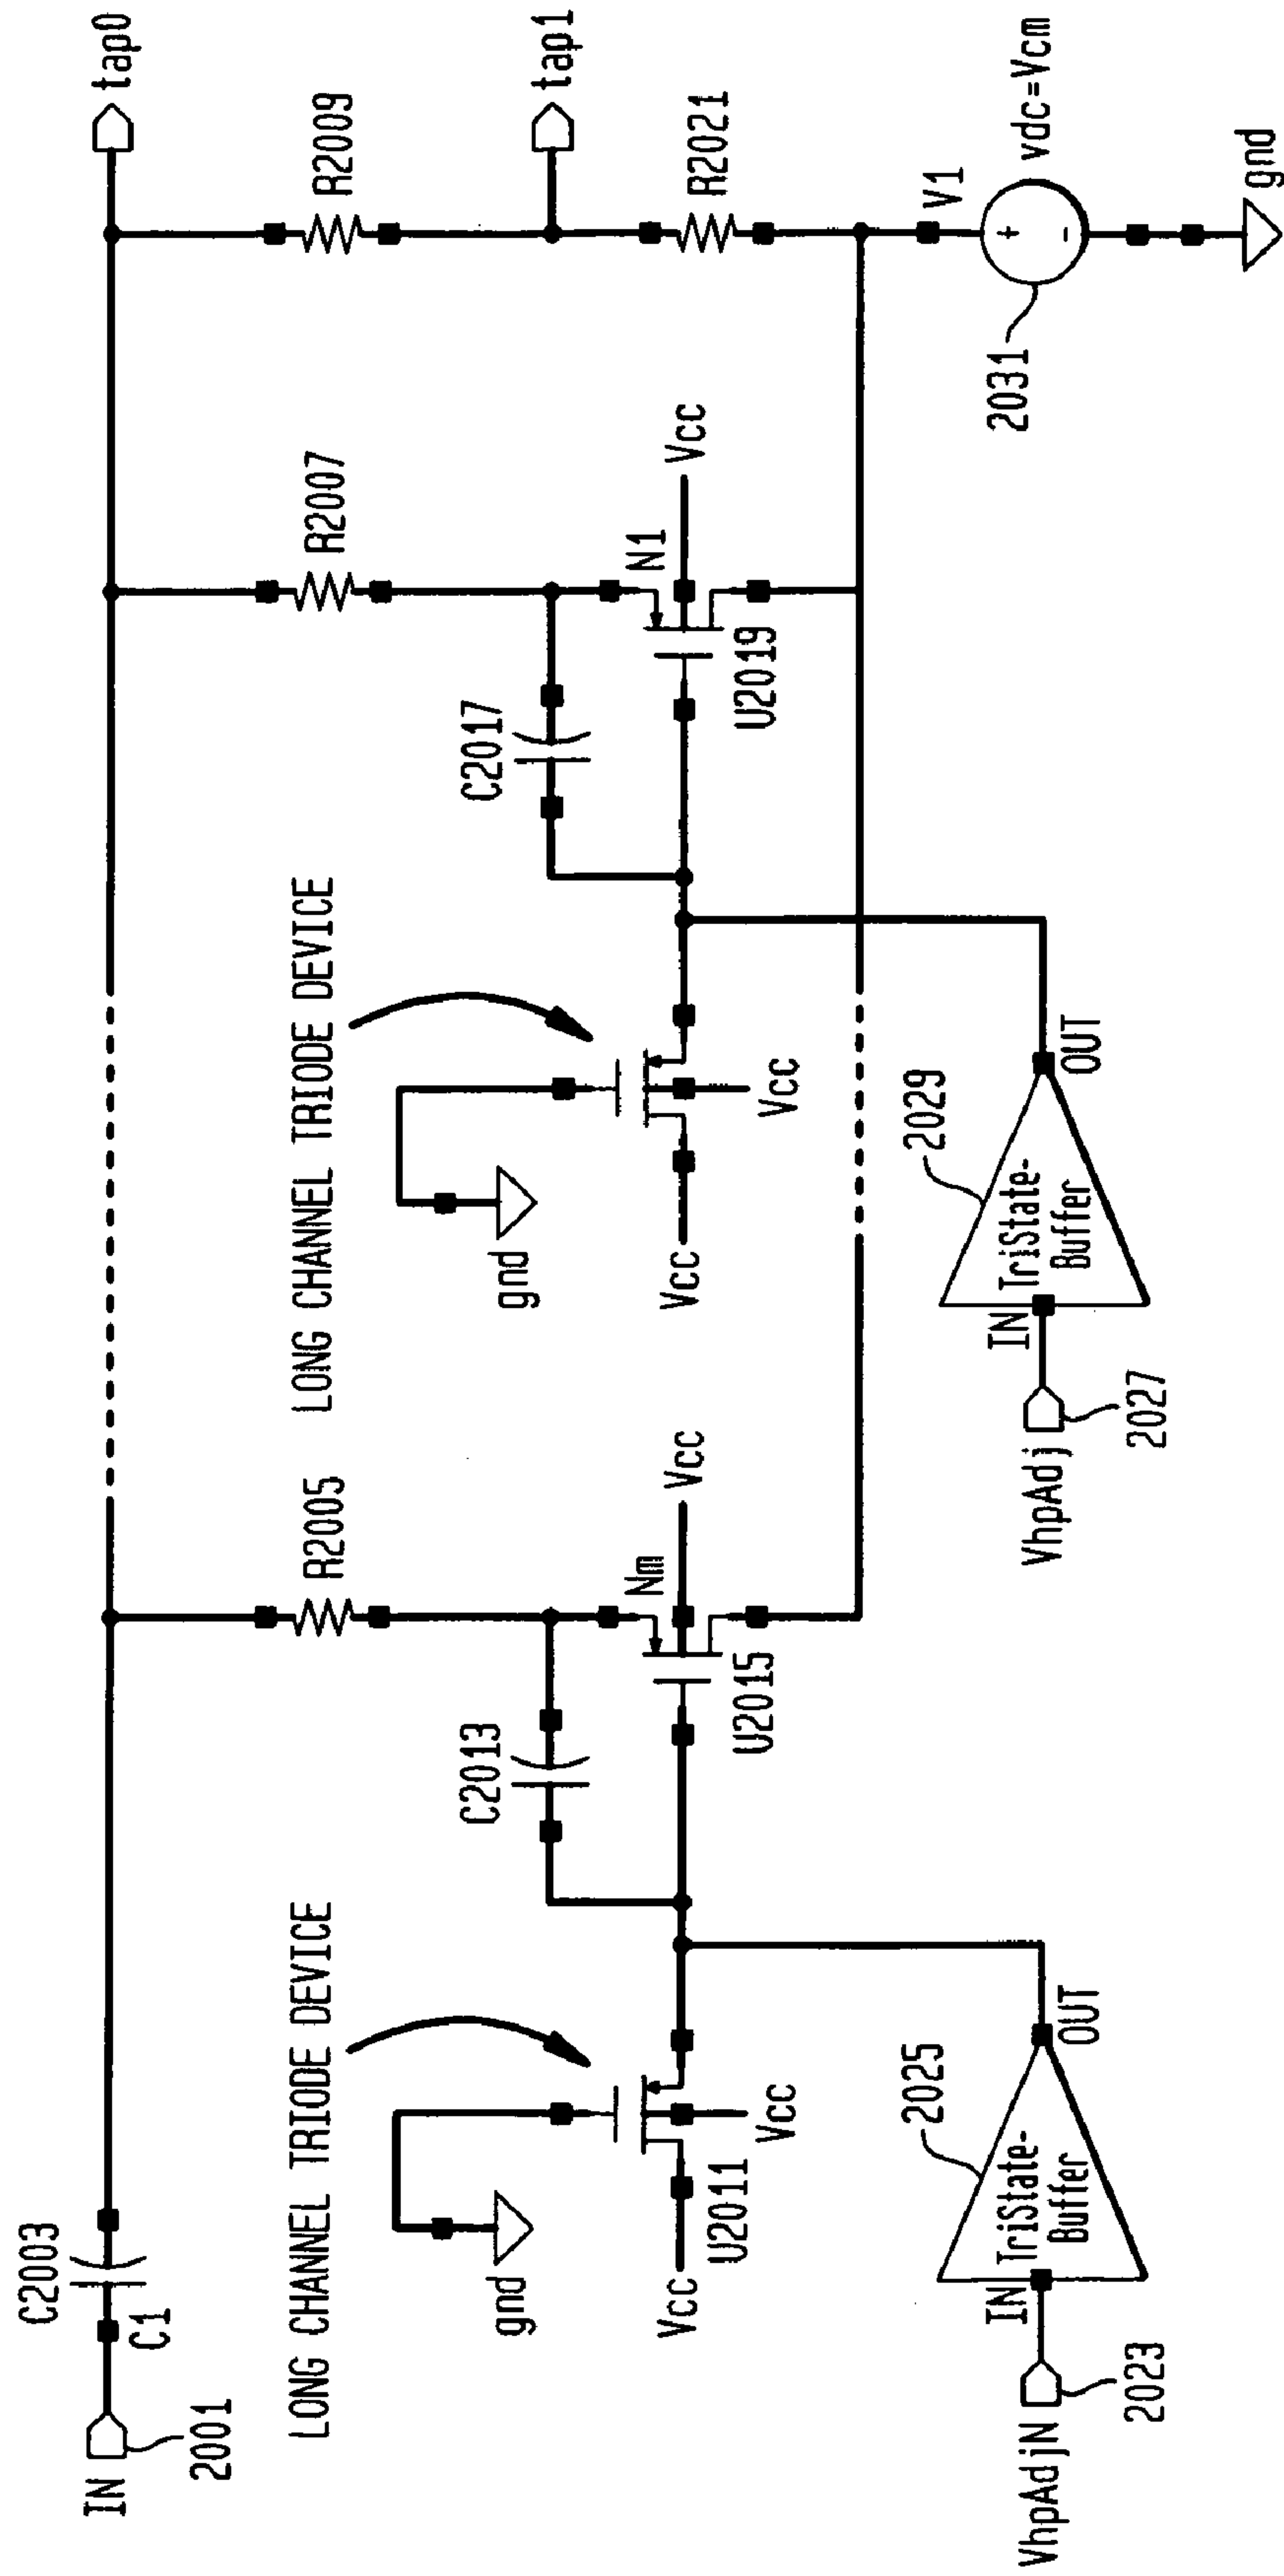 IN
2001
C2003
C1
tap0
LONG CHANNEL TRIODE DEVICE
R2005
LONG CHANNEL TRIODE DEVICE
R2007
R2009
gnd
C2013
gnd
C2017
tap1
Vcc
U2011
Vcc
U2015
Nm
Vcc
Vcc
Vcc
U2019
N1
Vcc
R2021
VhpAdjN
2023
IN
TriState-
Buffer
2025
OUT
VhpAdj
2027
IN
TriState-
Buffer
2029
OUT
2031
V1
+
-
vdc=Vcm
gnd